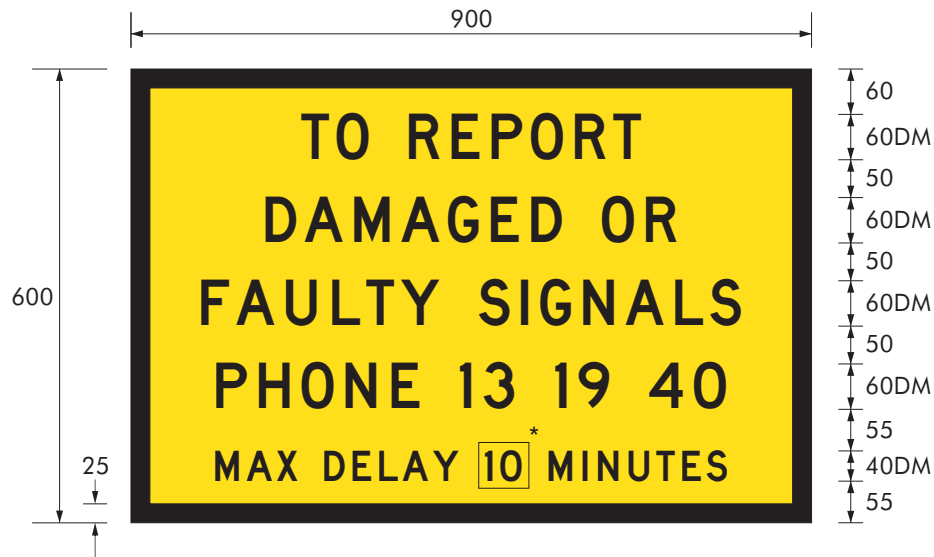 900
60
TO REPORT
60DM
50
DAMAGED OR
60DM
50
600
FAULTY SIGNALS
60DM
50
PHONE 13 19 40
60DM
55
*
25
MAX DELAY 10 MINUTES
40DM
55